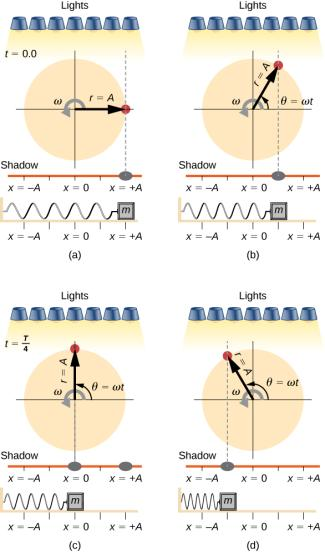 Lights
t = 0.0
ω
r = A
Shadow
x = –A x = 0 x = +A
m
x = –A x = 0 x = +A
(a)
Lights
r = A
ω
θ = ωt
x = –A x = 0 x = +A
m
x = –A x = 0 x = +A
(b)
Lights
t = T/4
r = A
ω
θ = ωt
Shadow
x = –A x = 0 x = +A
m
x = –A x = 0 x = +A
(c)
Lights
r = A
ω
θ = ωt
Shadow
x = –A x = 0 x = +A
m
x = –A x = 0 x = +A
(d)